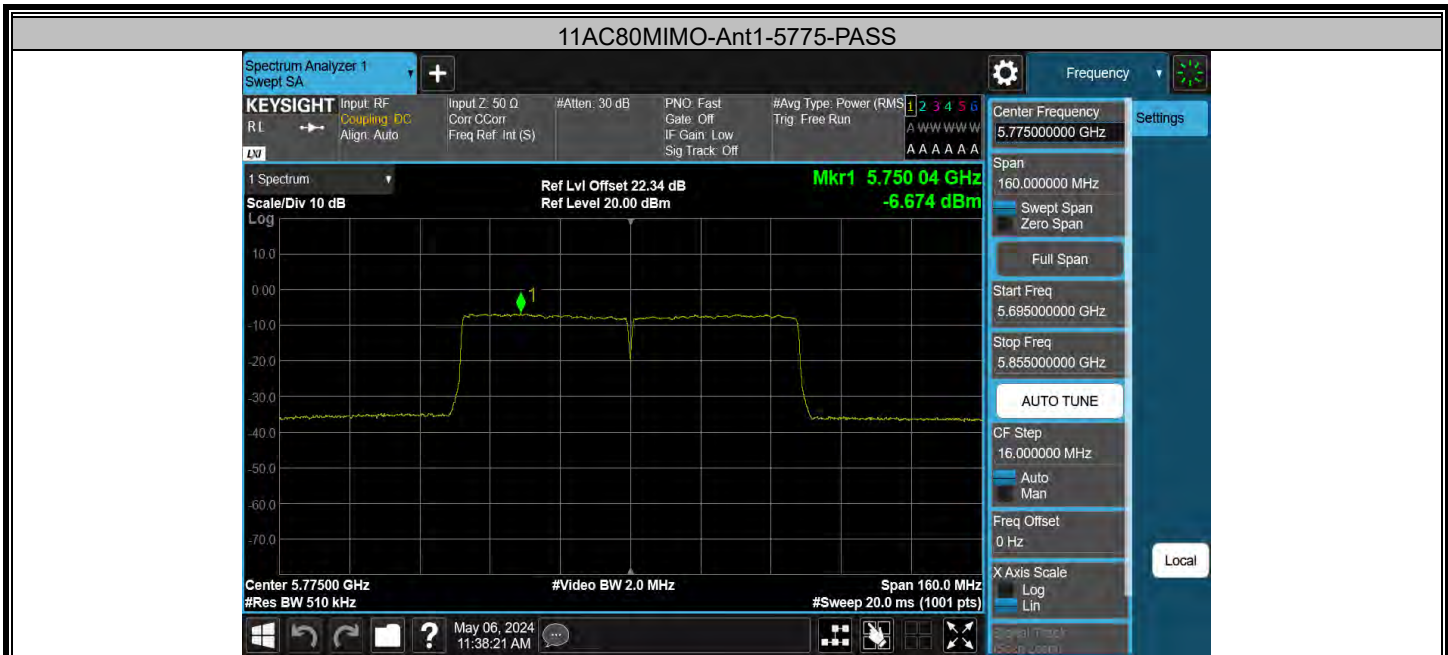 11AC80MIMO-Ant1-5775-PASS
Spectrum Analyzer 1
Swept SA
Frequency
KEYSIGHT
RL
LXI
Input: RF
Coupling: DC
Align: Auto
Input Z: 50 Ω
Corr CCorr
Freq Ref: Int (S)
#Atten: 30 dB
PNO: Fast
Gate: Off
IF Gain: Low
Sig Track: Off
#Avg Type: Power (RMS
Trig: Free Run
1 2 3 4 5 6
A W W W W W
A A A A A A
Center Frequency
5.775000000 GHz
Settings
1 Spectrum
Scale/Div 10 dB
Ref Lvl Offset 22.34 dB
Ref Level 20.00 dBm
Mkr1 5.750 04 GHz
-6.674 dBm
Span
160.000000 MHz
Swept Span
Zero Span
Full Span
Start Freq
5.695000000 GHz
Stop Freq
5.855000000 GHz
AUTO TUNE
CF Step
16.000000 MHz
Auto
Man
Freq Offset
0 Hz
X Axis Scale
Log
Lin
Signal Track
(Span Zoom)
Local
Log
10.0
0.00
-10.0
-20.0
-30.0
-40.0
-50.0
-60.0
-70.0
1
Center 5.77500 GHz
#Video BW 2.0 MHz
Span 160.0 MHz
#Res BW 510 kHz
#Sweep 20.0 ms (1001 pts)
?
May 06, 2024
11:38:21 AM